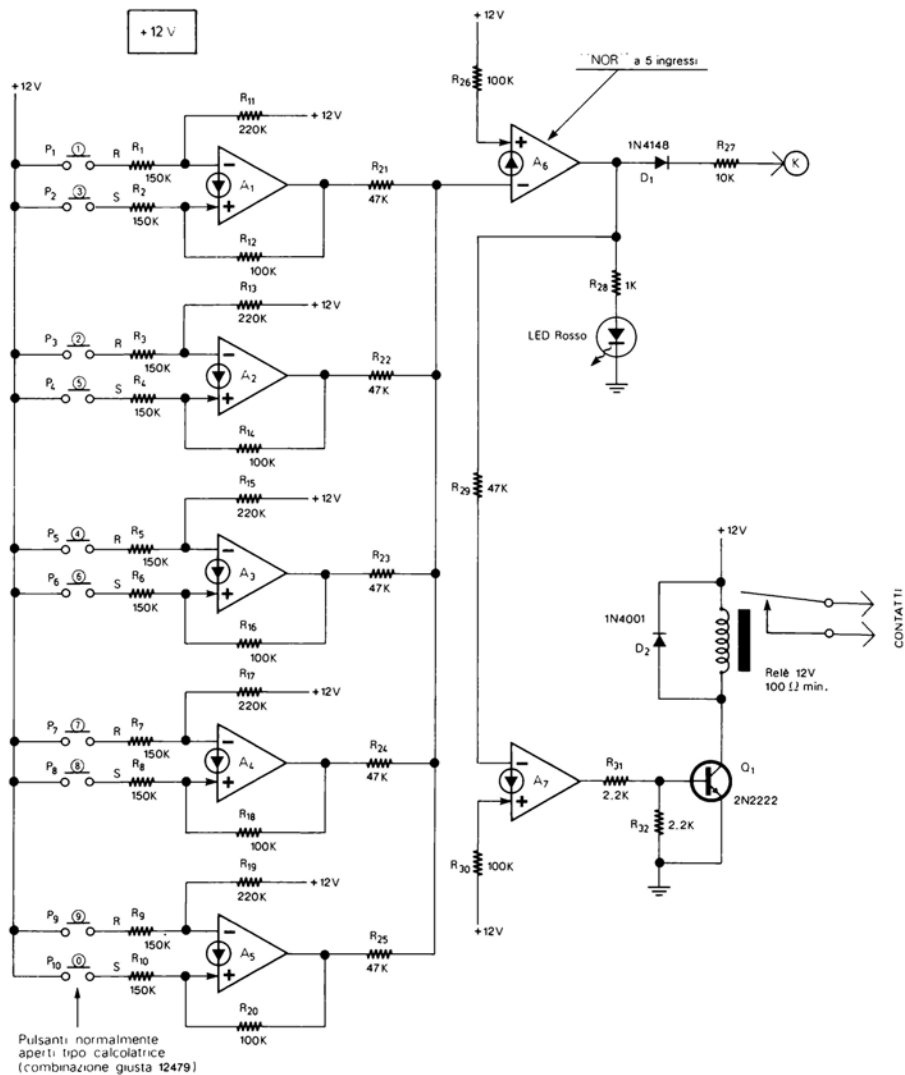 +12 V
+12V
P1 ① R R1 150K
R11 220K +12V
P2 ③ S R2 150K
− A1 +
R12 100K
R21 47K
P3 ② R R3 150K
R13 220K +12V
P4 ⑤ S R4 150K
− A2 +
R14 100K
R22 47K
P5 ④ R R5 150K
R15 220K +12V
P6 ⑥ S R6 150K
− A3 +
R16 100K
R23 47K
P7 ⑦ R R7 150K
R17 220K +12V
P8 ⑧ S R8 150K
− A4 +
R18 100K
R24 47K
P9 ⑨ R R9 150K
R19 220K +12V
P10 ⓪ S R10 150K
− A5 +
R20 100K
R25 47K
Pulsanti normalmente
aperti tipo calcolatrice
(combinazione giusta 12479)
+12V
R26 100K
"NOR" a 5 ingressi
+ A6 −
1N4148
D1
R27
10K
K
R28 1K
LED Rosso
R29 47K
− A7 +
R30 100K
+12V
R31
2.2K
R32 2.2K
Q1
2N2222
+12V
1N4001
D2
Relè 12V
100 Ω min.
CONTATTI